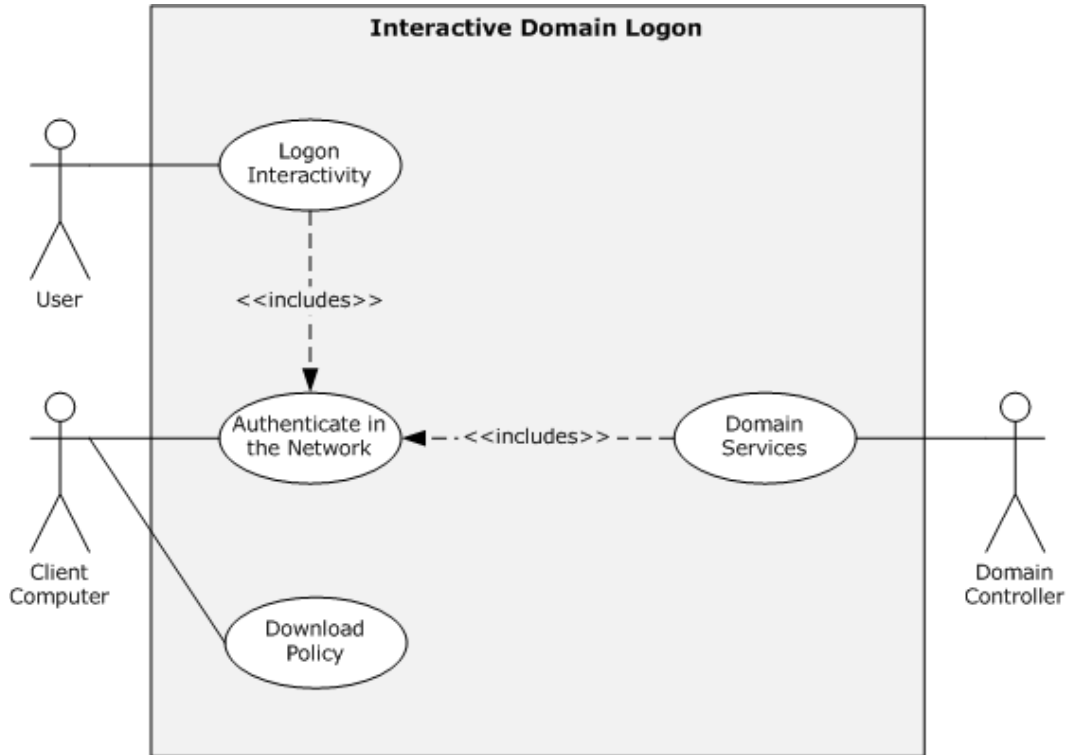 Interactive Domain Logon
Logon
Interactivity
User
<<includes>>
Authenticate in
the Network
<<includes>>
Domain
Services
Client
Computer
Domain
Controller
Download
Policy